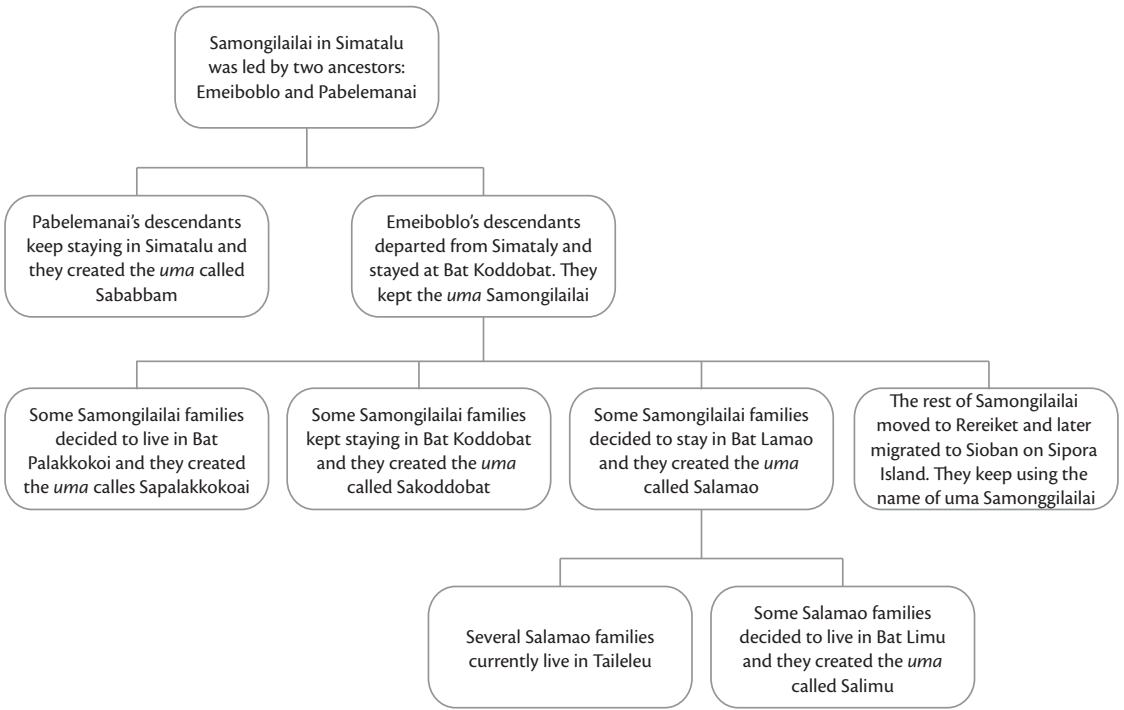 Samongilailai in Simatalu
was led by two ancestors:
Emeiboblo and Pabelemanai
Pabelemanai’s descendants
keep staying in Simatalu and
they created the uma called
Sababbam
Emeiboblo’s descendants
departed from Simataly and
stayed at Bat Koddobat. They
kept the uma Samongilailai
Some Samongilailai families
decided to live in Bat
Palakkokoi and they created
the uma calles Sapalakkokoai
Some Samongilailai families
kept staying in Bat Koddobat
and they created the uma
called Sakoddobat
Some Samongilailai families
decided to stay in Bat Lamao
and they created the uma
called Salamao
The rest of Samongilailai
moved to Rereiket and later
migrated to Sioban on Sipora
Island. They keep using the
name of uma Samonggilailai
Several Salamao families
currently live in Taileleu
Some Salamao families
decided to live in Bat Limu
and they created the uma
called Salimu